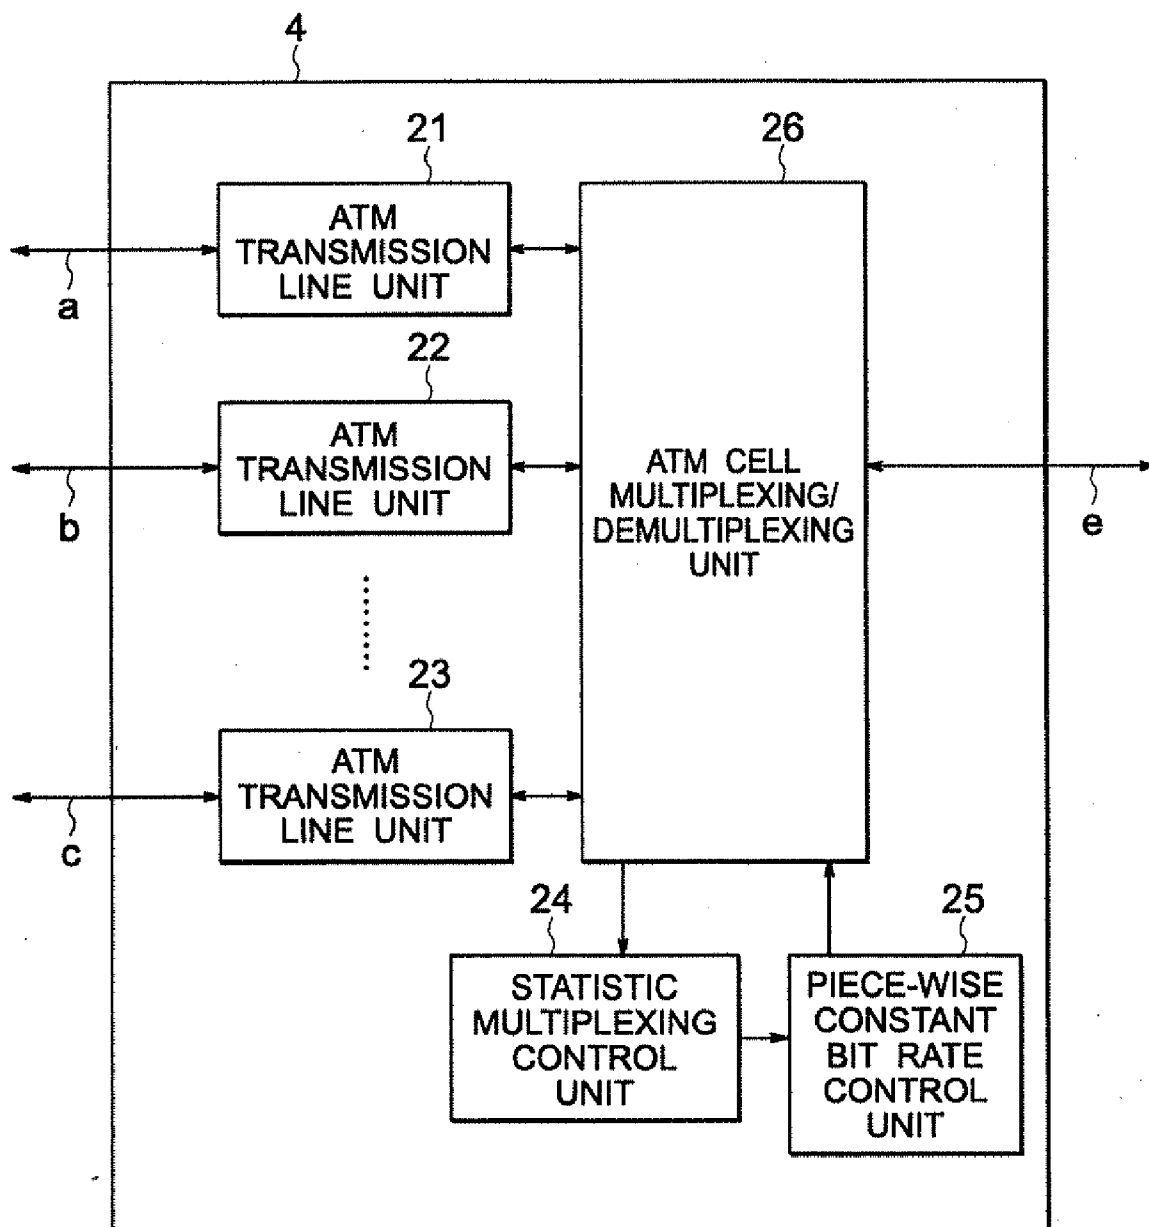 4
21
26
ATM
TRANSMISSION
LINE UNIT
a
22
ATM
TRANSMISSION
LINE UNIT
b
ATM CELL
MULTIPLEXING/
DEMULTIPLEXING
UNIT
e
23
ATM
TRANSMISSION
LINE UNIT
c
24
STATISTIC
MULTIPLEXING
CONTROL
UNIT
25
PIECE-WISE
CONSTANT
BIT RATE
CONTROL
UNIT